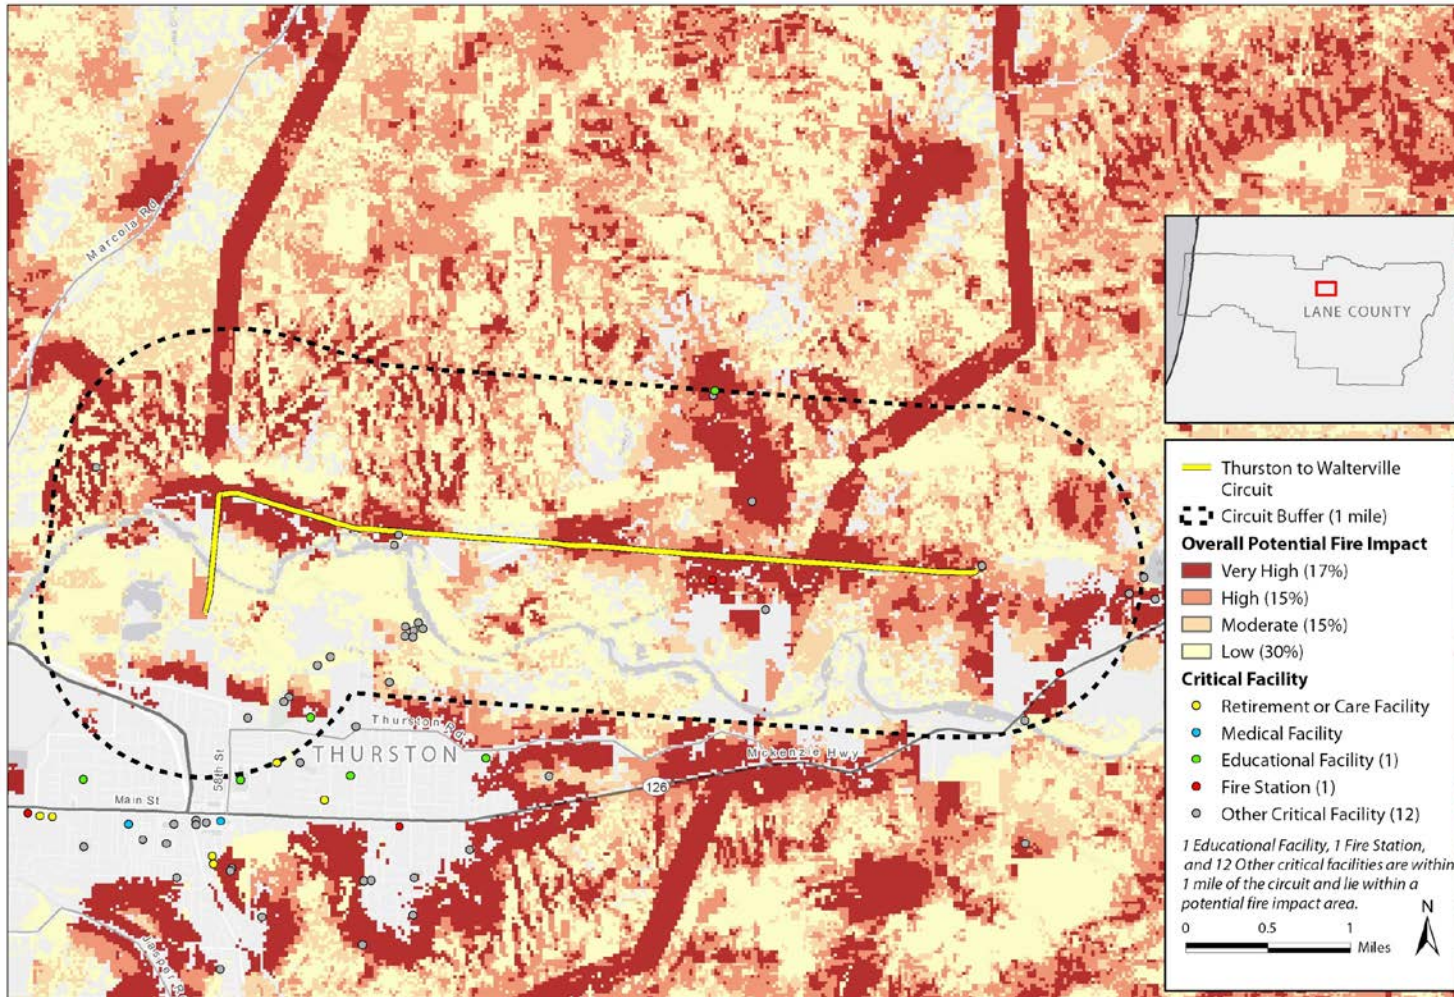 Marcola Rd
LANE COUNTY
Thurston to Walterville
Circuit
Circuit Buffer (1 mile)
Overall Potential Fire Impact
Very High (17%)
High (15%)
Moderate (15%)
Low (30%)
Critical Facility
Retirement or Care Facility
Medical Facility
Educational Facility (1)
Fire Station (1)
Other Critical Facility (12)
1 Educational Facility, 1 Fire Station,
and 12 Other critical facilities are within
1 mile of the circuit and lie within a
potential fire impact area.
N
0 0.5 1
Miles
Thurston Rd
THURSTON
58th St
Mckenzie Hwy
126
Main St
Jasper Rd